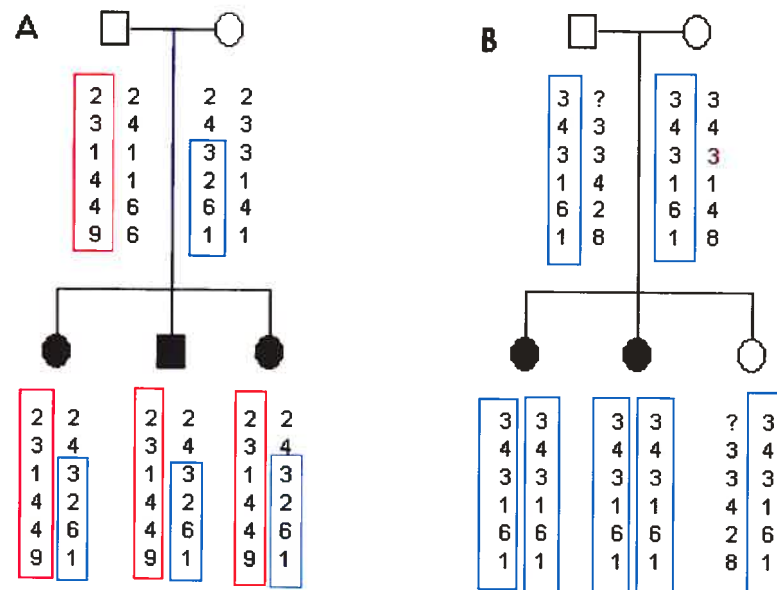 A
B
2 2 2 2
3 4 4 3
1 1 3 3
4 1 2 1
4 6 6 4
9 6 1 1
3 ? 3 3
4 3 4 4
3 3 3 3
1 4 1 1
6 2 6 4
1 8 1 8
2 2 2 2 2 2
3 4 3 4 3 4
1 3 1 3 1 3
4 2 4 2 4 2
4 6 4 6 4 6
9 1 9 1 9 1
3 3 3 3 ? 3
4 4 4 4 3 4
3 3 3 3 3 3
1 1 1 1 4 1
6 6 6 6 2 6
1 1 1 1 8 1